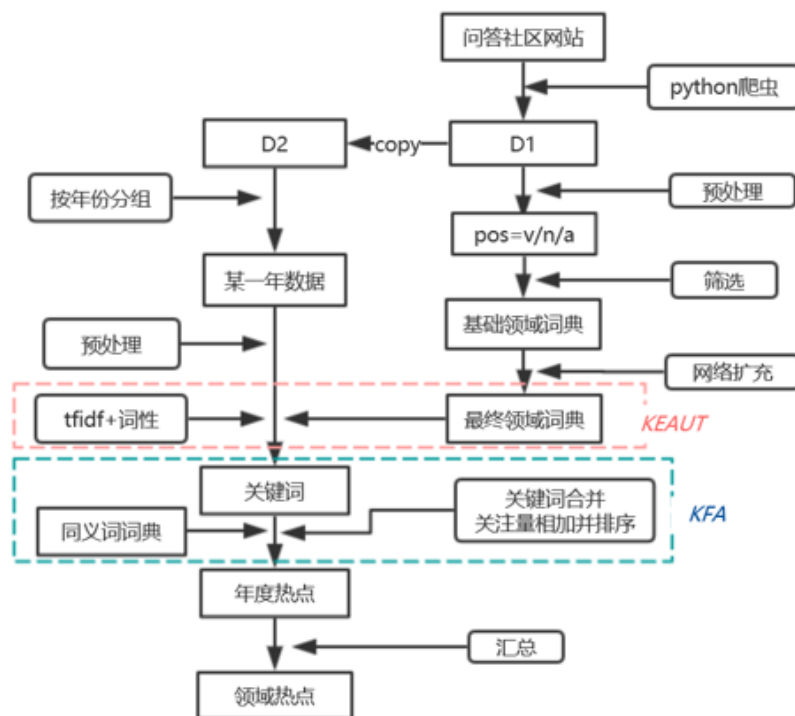 问答社区网站
python爬虫
D2
copy
D1
按年份分组
预处理
pos=v/n/a
某一年数据
筛选
基础领域词典
预处理
网络扩充
tfidf+词性
最终领域词典
KEAUT
关键词
关键词合并
关注量相加并排序
KFA
同义词词典
年度热点
汇总
领域热点